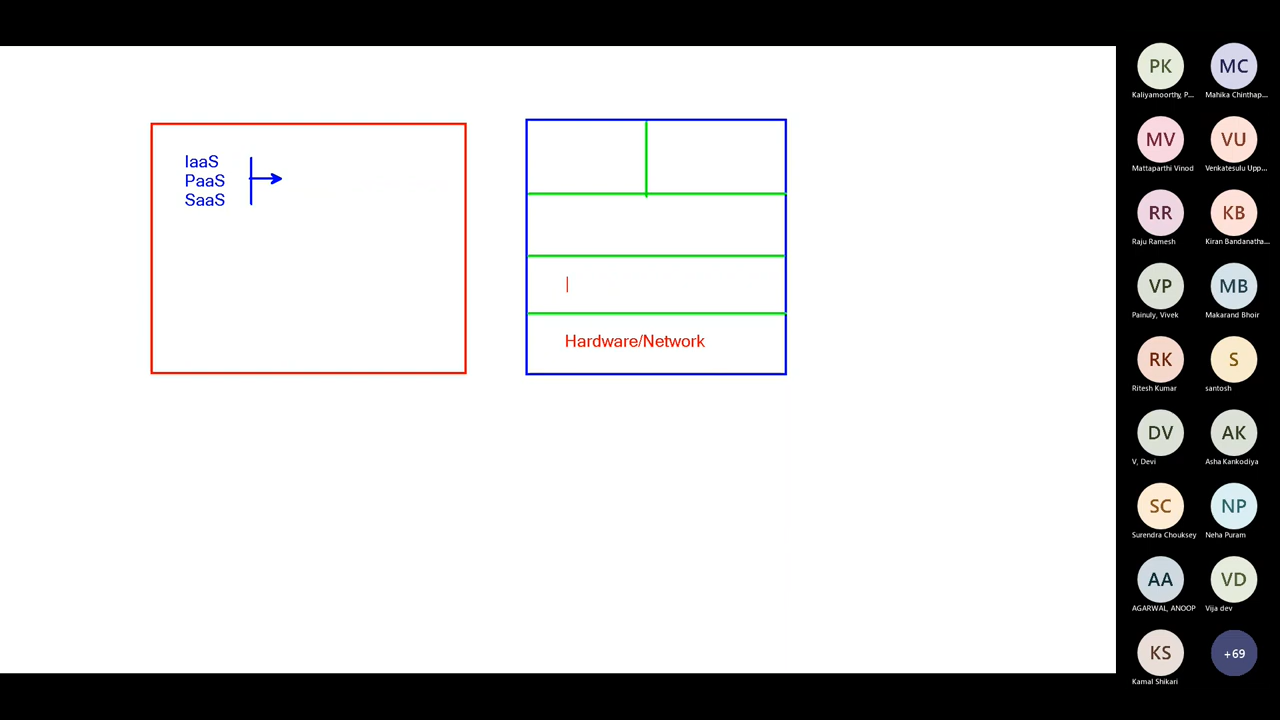 IaaS
PaaS
SaaS
Hardware/Network
PK
Kaliyamoorthy, P...
MC
Mahika Chinthap...
MV
Mattaparthi Vinod
VU
Venkatesulu Upp...
RR
Raju Ramesh
KB
Kiran Bandanatha...
VP
Painuly, Vivek
MB
Makarand Bhoir
RK
Ritesh Kumar
S
santosh
DV
V, Devi
AK
Asha Kankodiya
SC
Surendra Chouksey
NP
Neha Puram
AA
AGARWAL, ANOOP
VD
Vija dev
KS
Kamal Shikari
+69